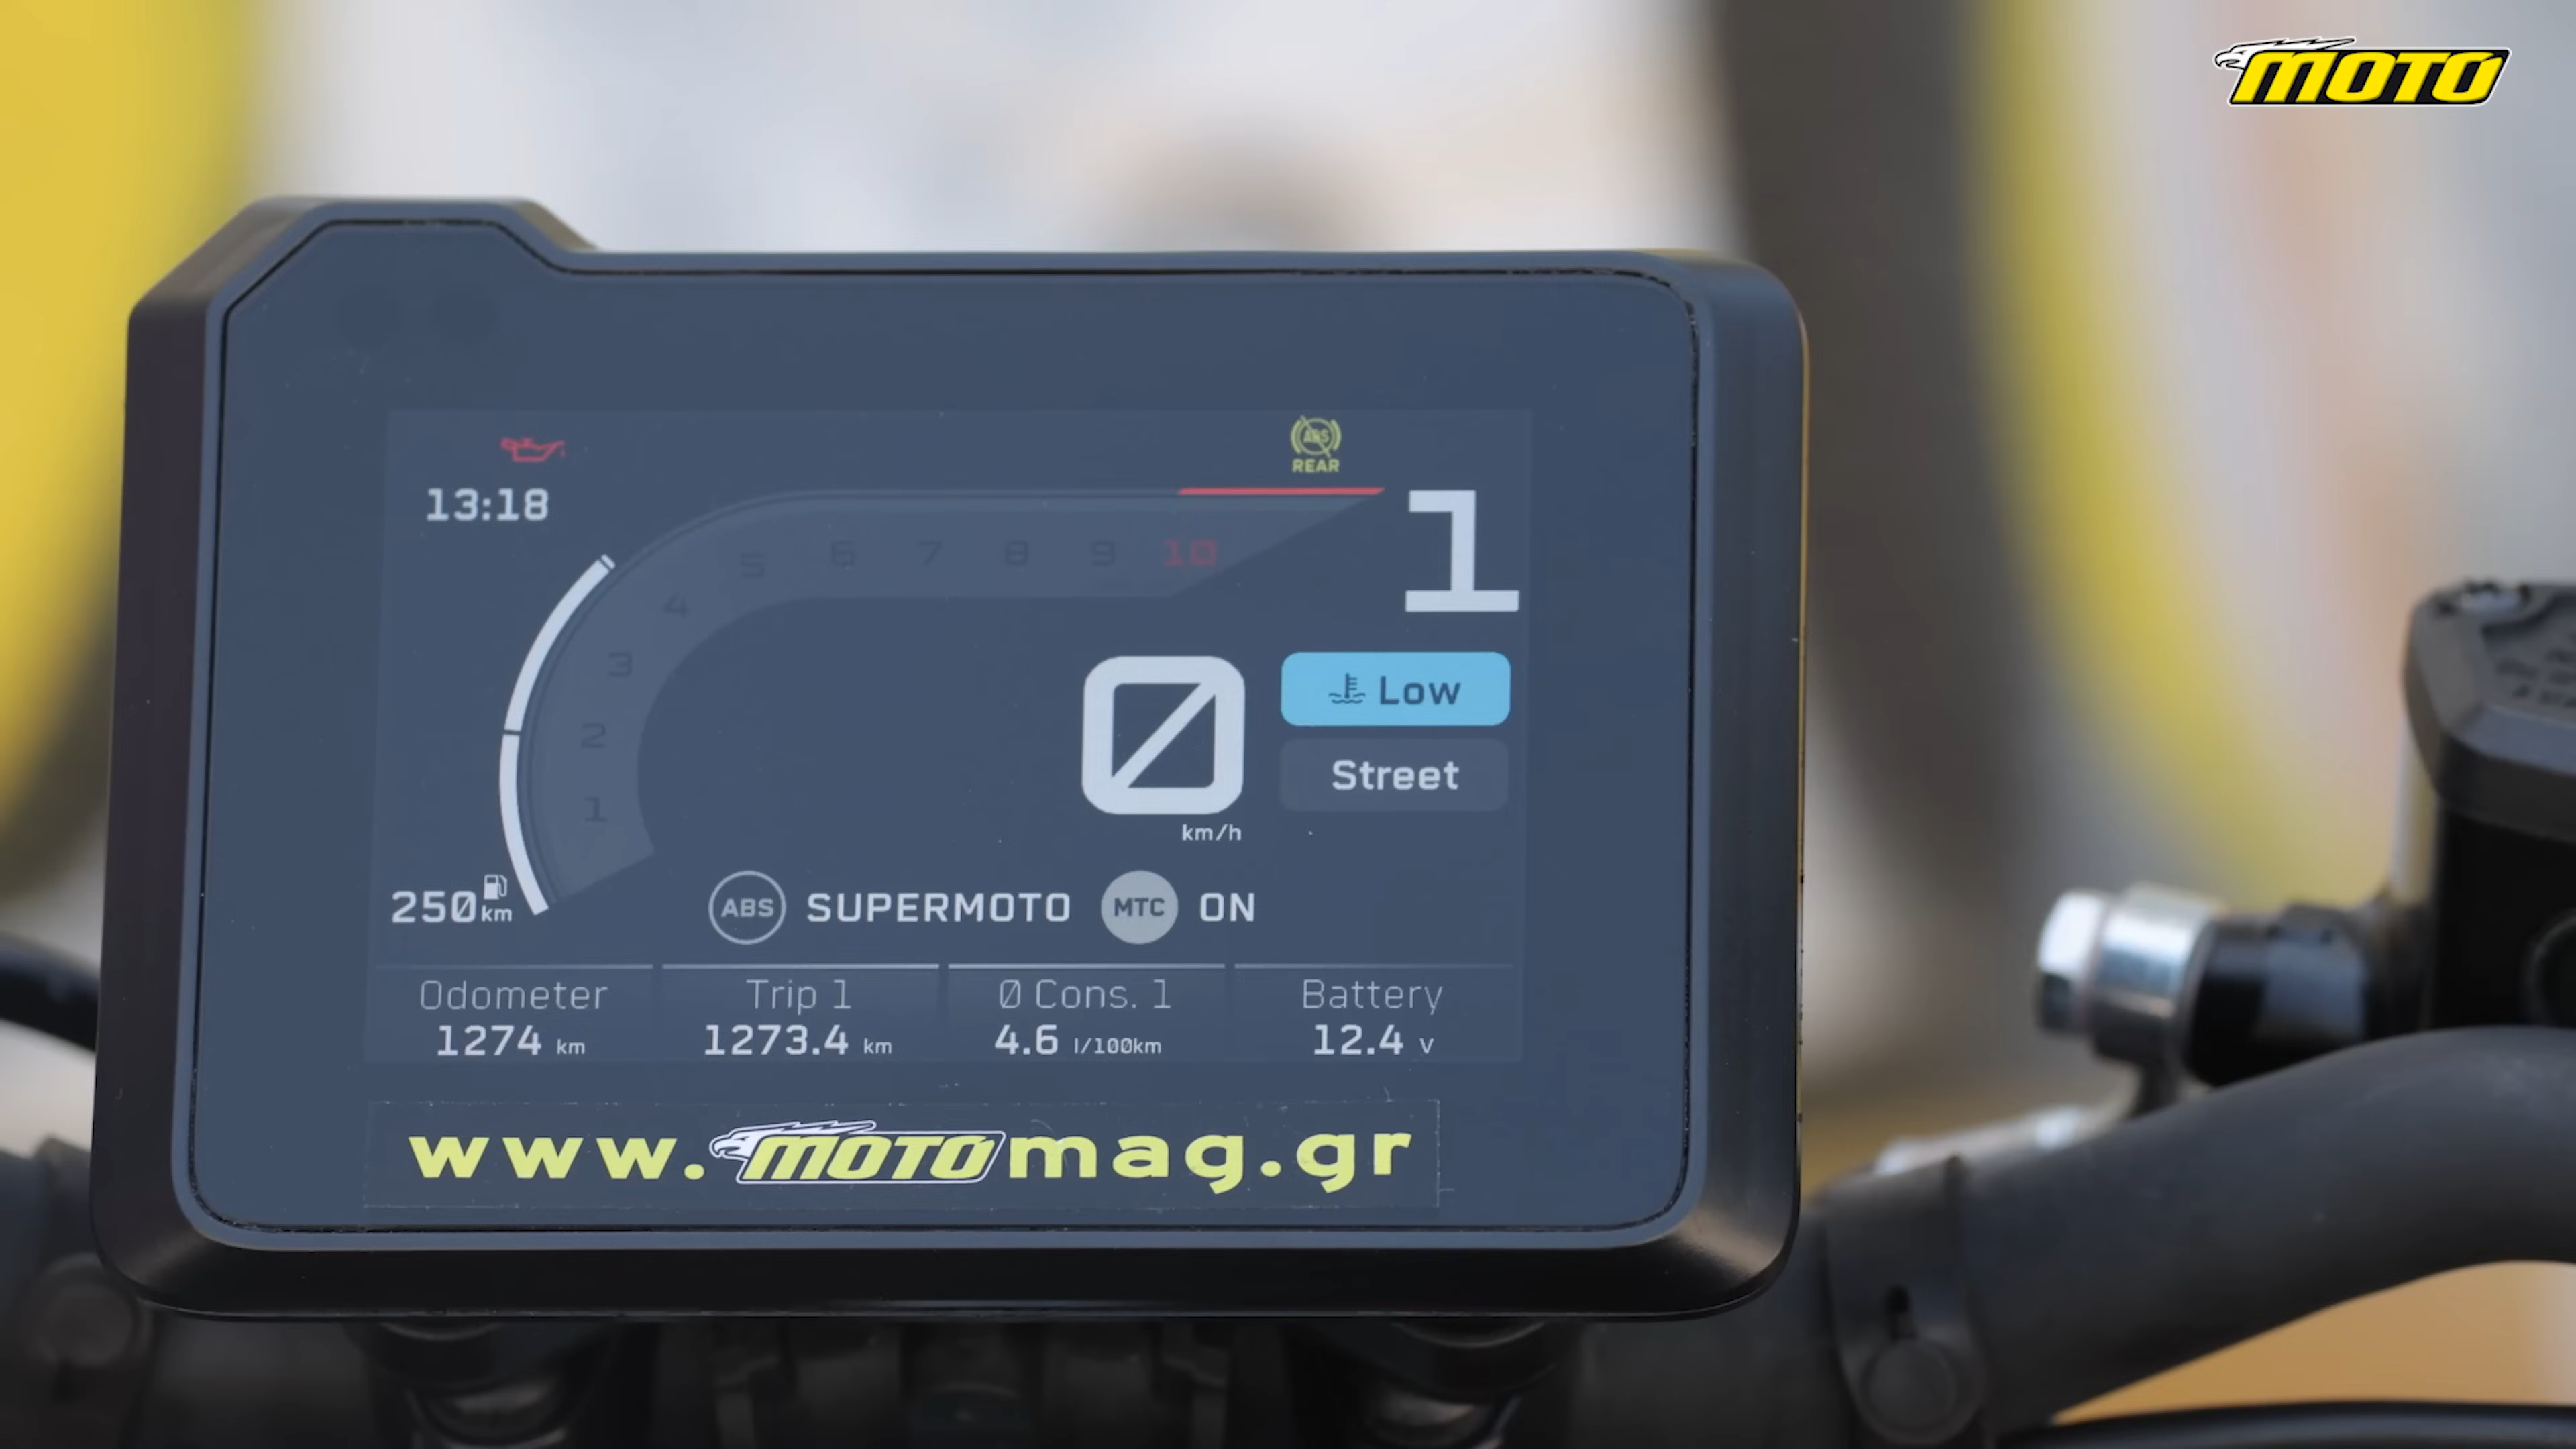 MOTO
ABS
REAR
13:18
1
1 2 3 4 5 6 7 8 9 10
Low
0
km/h
Street
250 km
ABS SUPERMOTO MTC ON
Odometer Trip 1 Ø Cons. 1 Battery
1274 km 1273.4 km 4.6 l/100km 12.4 V
www.MOTOmag.gr